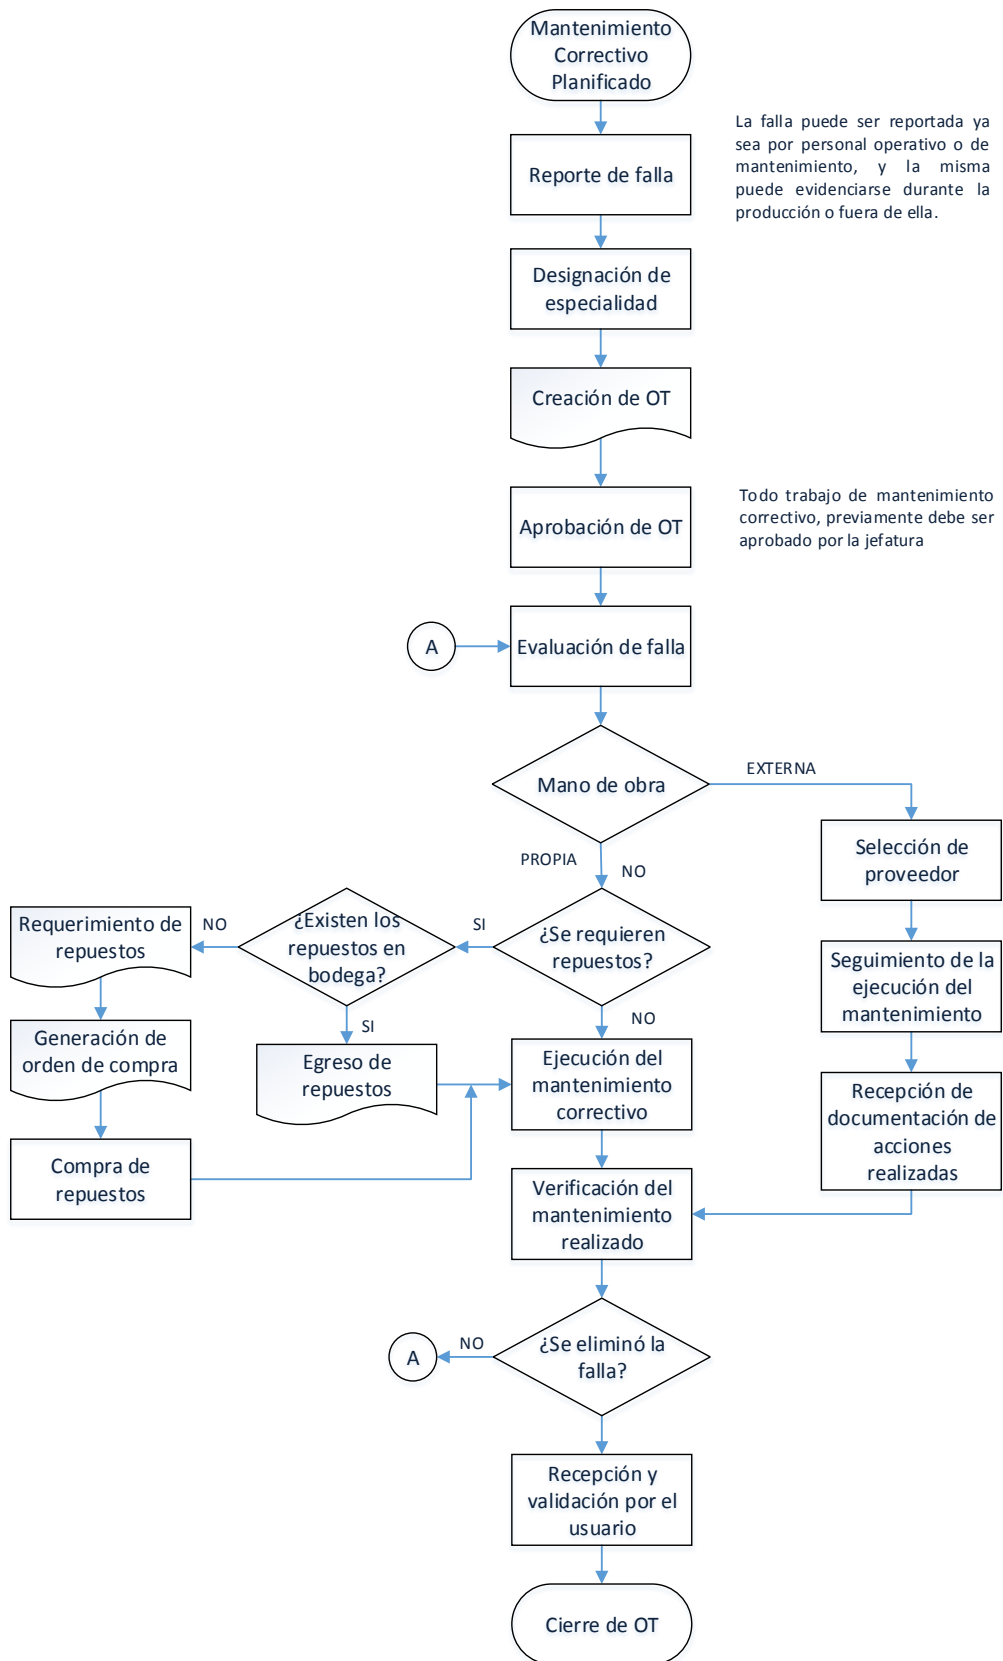 Mantenimiento
Correctivo
Planificado
La falla puede ser reportada ya
sea por personal operativo o de
mantenimiento, y la misma
puede evidenciarse durante la
producción o fuera de ella.
Reporte de falla
Designación de
especialidad
Creación de OT
Todo trabajo de mantenimiento
correctivo, previamente debe ser
aprobado por la jefatura
Aprobación de OT
A
Evaluación de falla
Mano de obra
EXTERNA
PROPIA
NO
Selección de
proveedor
¿Se requieren
repuestos?
SI
¿Existen los
repuestos en
bodega?
NO
Requerimiento de
repuestos
Seguimiento de la
ejecución del
mantenimiento
NO
SI
Generación de
orden de compra
Egreso de
repuestos
Ejecución del
mantenimiento
correctivo
Recepción de
documentación de
acciones
realizadas
Compra de
repuestos
Verificación del
mantenimiento
realizado
¿Se eliminó la
falla?
NO
A
Recepción y
validación por el
usuario
Cierre de OT